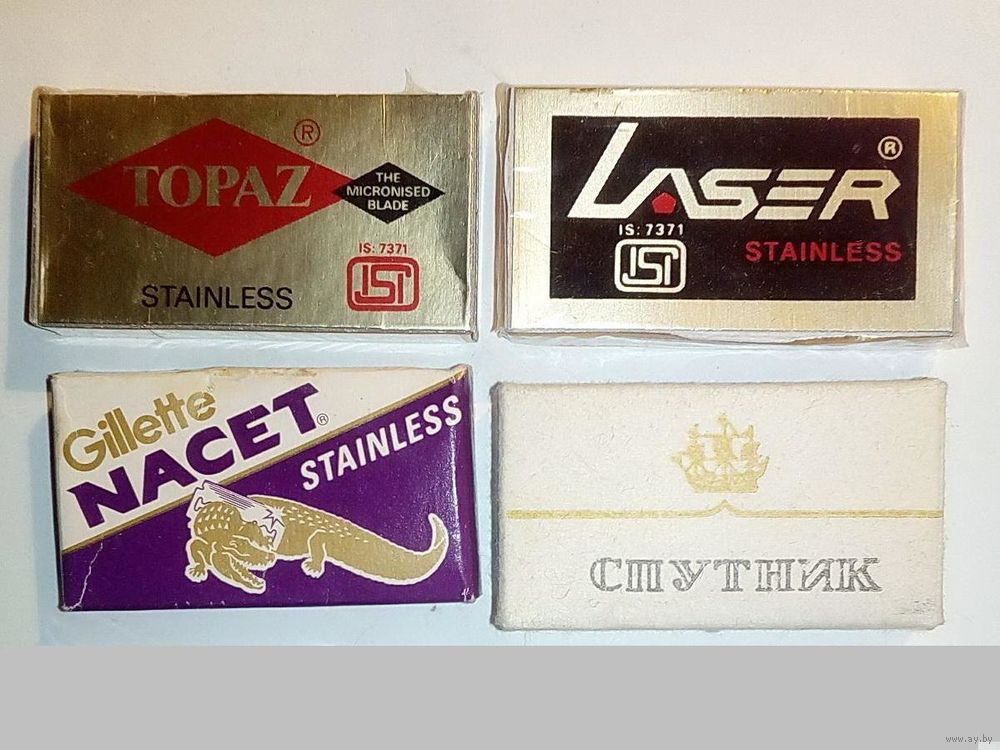 TOPAZ ®
THE
MICRONISED
BLADE
IS: 7371
ISI
STAINLESS
LASER ®
IS: 7371
ISI
STAINLESS
Gillette
NACET ®
STAINLESS
СПУТНИК
www.ay.by